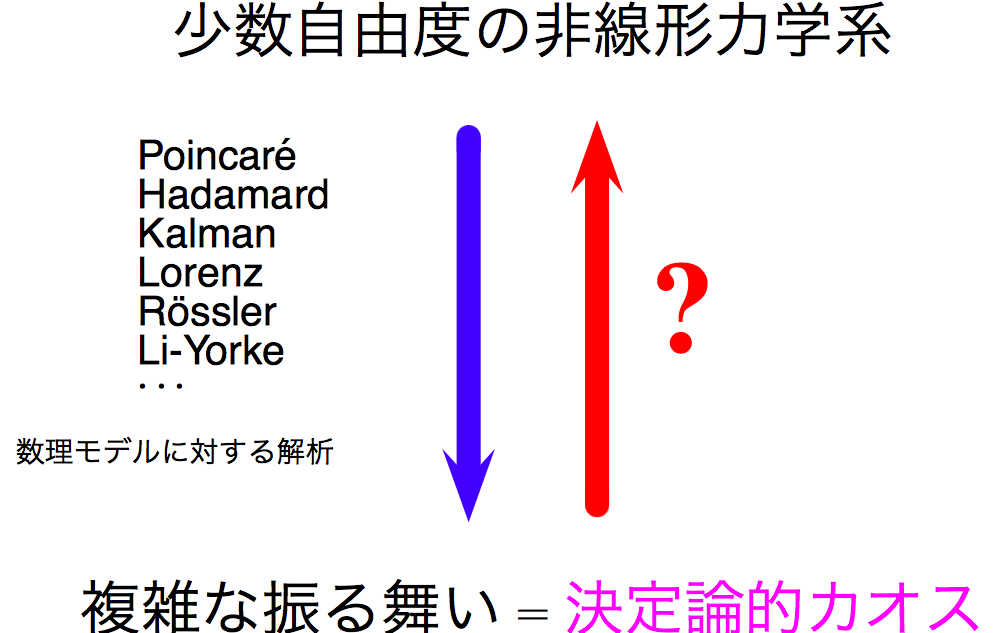 少数自由度の非線形力学系
Poincaré
Hadamard
Kalman
Lorenz
Rössler
Li-Yorke
· · ·
数理モデルに対する解析
?
複雑な振る舞い = 決定論的カオス